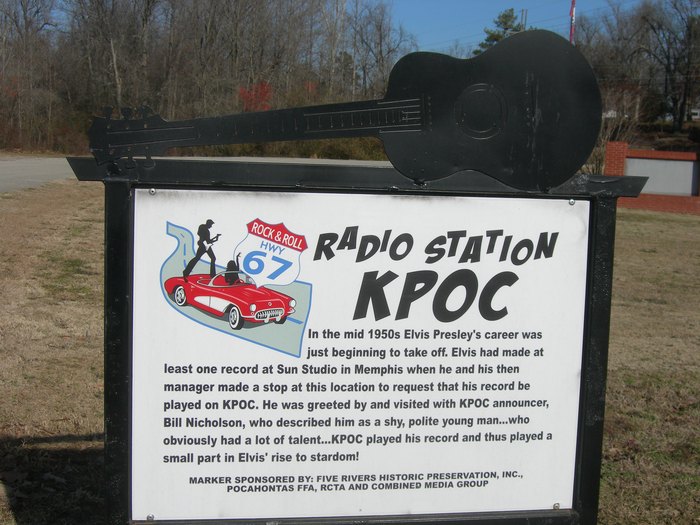 ROCK & ROLL
HWY
67
RADIO STATION
KPOC
In the mid 1950s Elvis Presley's career was
just beginning to take off. Elvis had made at
least one record at Sun Studio in Memphis when he and his then
manager made a stop at this location to request that his record be
played on KPOC. He was greeted by and visited with KPOC announcer,
Bill Nicholson, who described him as a shy, polite young man...who
obviously had a lot of talent...KPOC played his record and thus played a
small part in Elvis' rise to stardom!
MARKER SPONSORED BY: FIVE RIVERS HISTORIC PRESERVATION, INC.,
POCAHONTAS FFA, RCTA AND COMBINED MEDIA GROUP